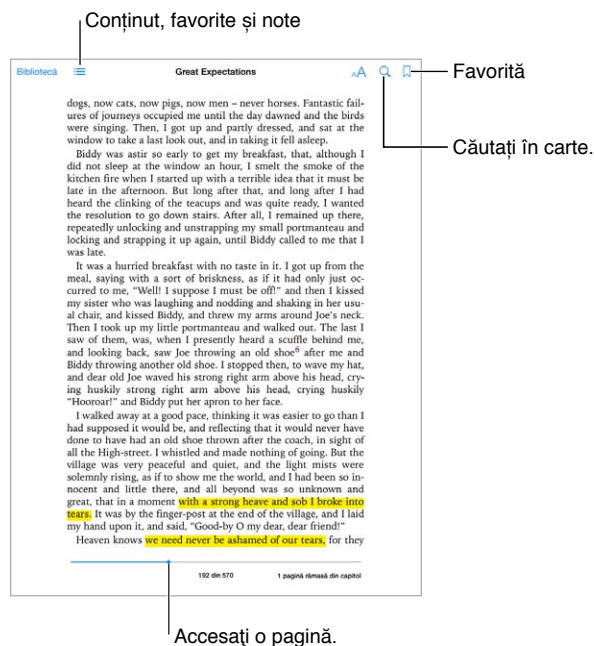 Conținut, favorite și note
Bibliotecă
Great Expectations
AA
Favorită
Căutați în carte.
dogs, now cats, now pigs, now men – never horses. Fantastic fail-
ures of journeys occupied me until the day dawned and the birds
were singing. Then, I got up and partly dressed, and sat at the
window to take a last look out, and in taking it fell asleep.
Biddy was astir so early to get my breakfast, that, although I
did not sleep at the window an hour, I smelt the smoke of the
kitchen fire when I started up with a terrible idea that it must be
late in the afternoon. But long after that, and long after I had
heard the clinking of the teacups and was quite ready, I wanted
the resolution to go down stairs. After all, I remained up there,
repeatedly unlocking and unstrapping my small portmanteau and
locking and strapping it up again, until Biddy called to me that I
was late.
It was a hurried breakfast with no taste in it. I got up from the
meal, saying with a sort of briskness, as if it had only just oc-
curred to me, “Well! I suppose I must be off!” and then I kissed
my sister who was laughing and nodding and shaking in her usu-
al chair, and kissed Biddy, and threw my arms around Joe’s neck.
Then I took up my little portmanteau and walked out. The last I
saw of them, was, when I presently heard a scuffle behind me,
and looking back, saw Joe throwing an old shoe6 after me and
Biddy throwing another old shoe. I stopped then, to wave my hat,
and dear old Joe waved his strong right arm above his head, cry-
ing huskily strong right arm above his head, crying huskily
“Hooroar!” and Biddy put her apron to her face.
I walked away at a good pace, thinking it was easier to go than I
had supposed it would be, and reflecting that it would never have
done to have had an old shoe thrown after the coach, in sight of
all the High-street. I whistled and made nothing of going. But the
village was very peaceful and quiet, and the light mists were
solemnly rising, as if to show me the world, and I had been so in-
nocent and little there, and all beyond was so unknown and
great, that in a moment with a strong heave and sob I broke into
tears. It was by the finger-post at the end of the village, and I laid
my hand upon it, and said, “Good-by O my dear, dear friend!”
Heaven knows we need never be ashamed of our tears, for they
192 din 570
1 pagină rămasă din capitol
Accesați o pagină.